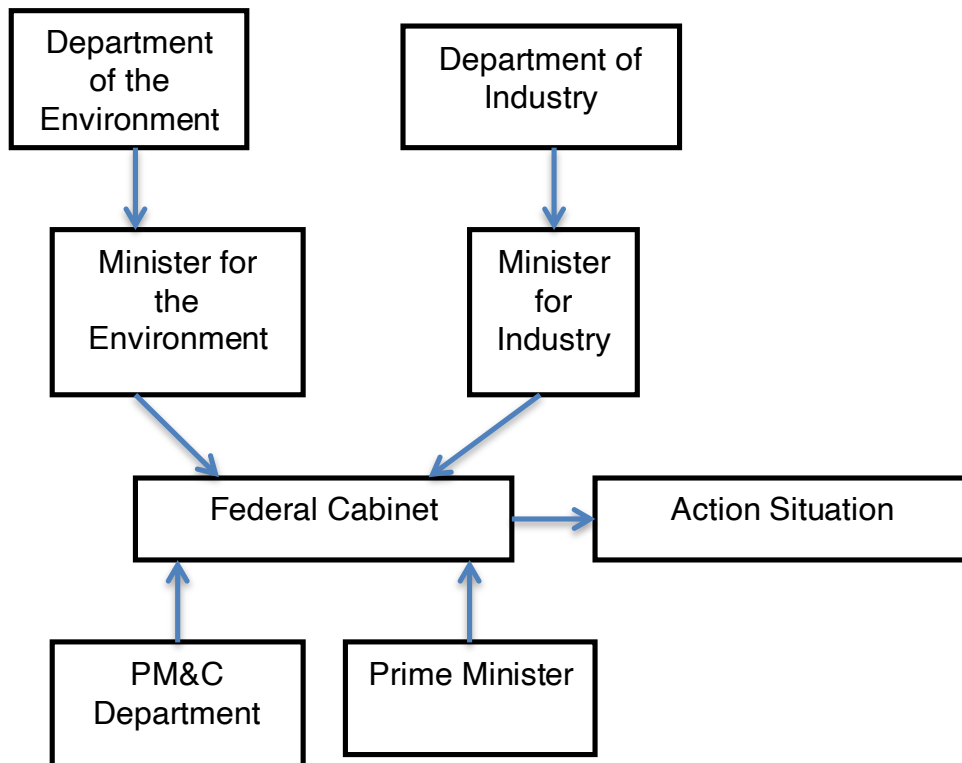 Department
of the
Environment
Department of
Industry
Minister for
the
Environment
Minister
for
Industry
Federal Cabinet
Action Situation
PM&C
Department
Prime Minister